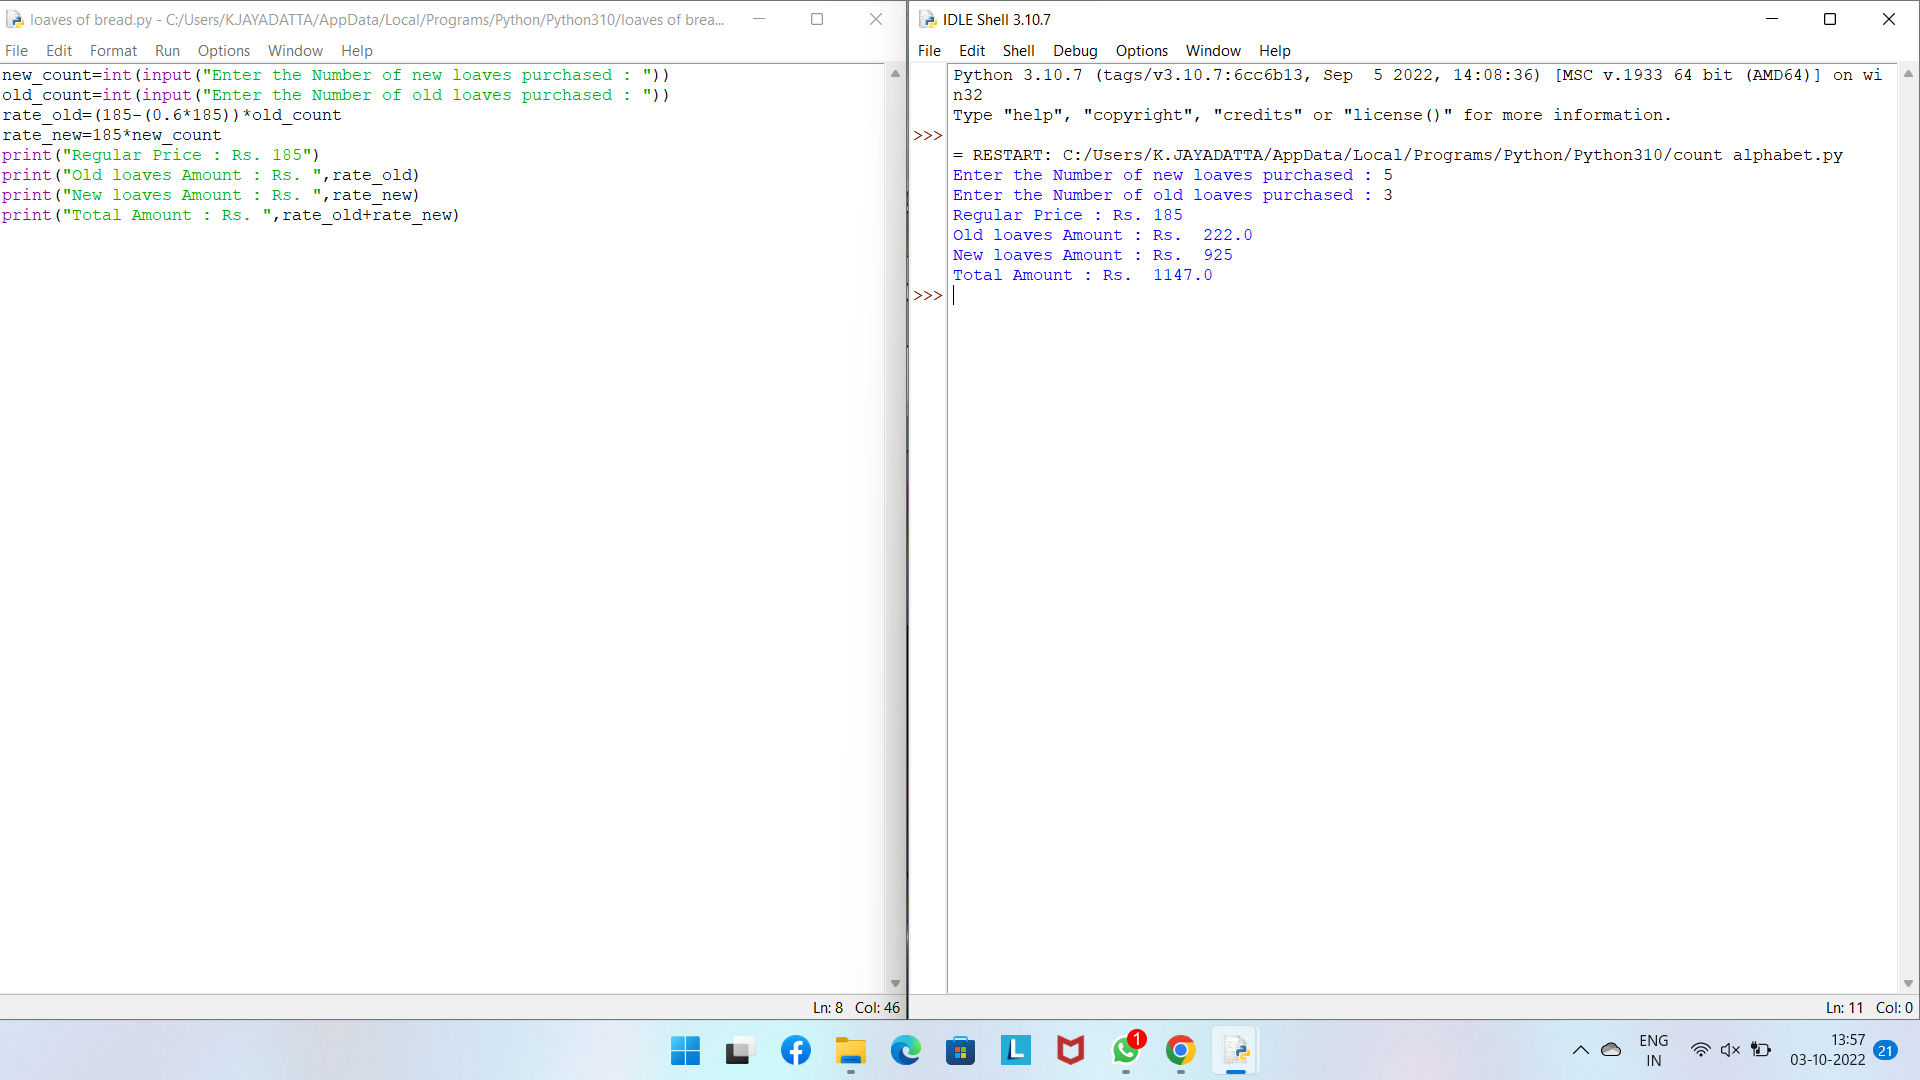 loaves of bread.py - C:/Users/K.JAYADATTA/AppData/Local/Programs/Python/Python310/loaves of brea...
File Edit Format Run Options Window Help
new_count=int(input("Enter the Number of new loaves purchased : "))
old_count=int(input("Enter the Number of old loaves purchased : "))
rate_old=(185-(0.6*185))*old_count
rate_new=185*new_count
print("Regular Price : Rs. 185")
print("Old loaves Amount : Rs. ",rate_old)
print("New loaves Amount : Rs. ",rate_new)
print("Total Amount : Rs. ",rate_old+rate_new)
Ln: 8 Col: 46
IDLE Shell 3.10.7
File Edit Shell Debug Options Window Help
Python 3.10.7 (tags/v3.10.7:6cc6b13, Sep  5 2022, 14:08:36) [MSC v.1933 64 bit (AMD64)] on wi
n32
Type "help", "copyright", "credits" or "license()" for more information.
>>>
= RESTART: C:/Users/K.JAYADATTA/AppData/Local/Programs/Python/Python310/count alphabet.py
Enter the Number of new loaves purchased : 5
Enter the Number of old loaves purchased : 3
Regular Price : Rs. 185
Old loaves Amount : Rs.  222.0
New loaves Amount : Rs.  925
Total Amount : Rs.  1147.0
>>>
Ln: 11 Col: 0
L
1
ENG
IN
13:57
03-10-2022
21